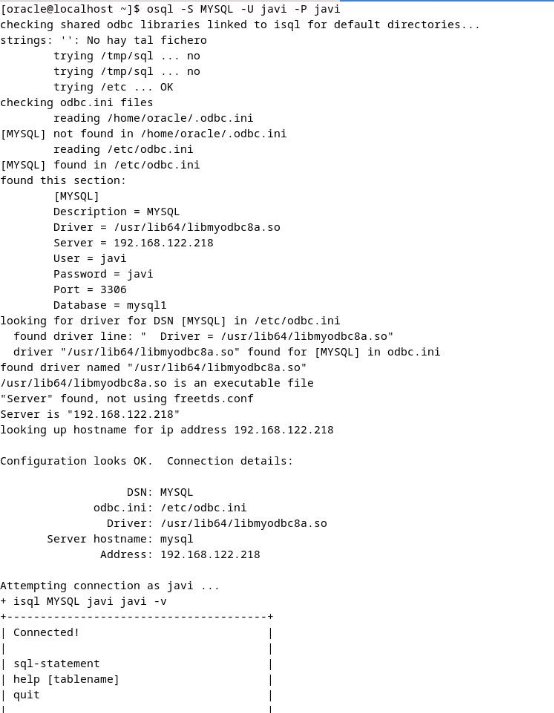 [oracle@localhost ~]$ osql -S MYSQL -U javi -P javi
checking shared odbc libraries linked to isql for default directories...
strings: '': No hay tal fichero
        trying /tmp/sql ... no
        trying /tmp/sql ... no
        trying /etc ... OK
checking odbc.ini files
        reading /home/oracle/.odbc.ini
[MYSQL] not found in /home/oracle/.odbc.ini
        reading /etc/odbc.ini
[MYSQL] found in /etc/odbc.ini
found this section:
        [MYSQL]
        Description = MYSQL
        Driver = /usr/lib64/libmyodbc8a.so
        Server = 192.168.122.218
        User = javi
        Password = javi
        Port = 3306
        Database = mysql1
looking for driver for DSN [MYSQL] in /etc/odbc.ini
  found driver line: "  Driver = /usr/lib64/libmyodbc8a.so"
  driver "/usr/lib64/libmyodbc8a.so" found for [MYSQL] in odbc.ini
found driver named "/usr/lib64/libmyodbc8a.so"
/usr/lib64/libmyodbc8a.so is an executable file
"Server" found, not using freetds.conf
Server is "192.168.122.218"
looking up hostname for ip address 192.168.122.218

Configuration looks OK.  Connection details:

                   DSN: MYSQL
              odbc.ini: /etc/odbc.ini
                Driver: /usr/lib64/libmyodbc8a.so
       Server hostname: mysql
               Address: 192.168.122.218

Attempting connection as javi ...
+ isql MYSQL javi javi -v
+---------------------------------------+
| Connected!                            |
|                                       |
| sql-statement                         |
| help [tablename]                      |
| quit                                  |
|                                       |